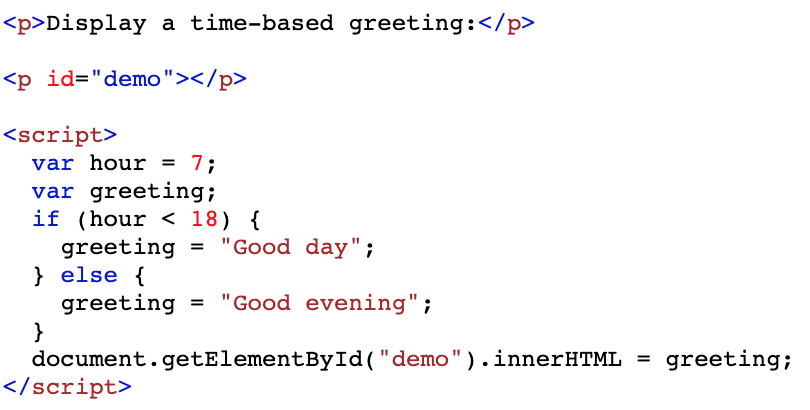 <p>Display a time-based greeting:</p>
<p id="demo"></p>
<script>
var hour = 7;
var greeting;
if (hour < 18) {
greeting = "Good day";
} else {
greeting = "Good evening";
}
document.getElementById("demo").innerHTML = greeting;
</script>